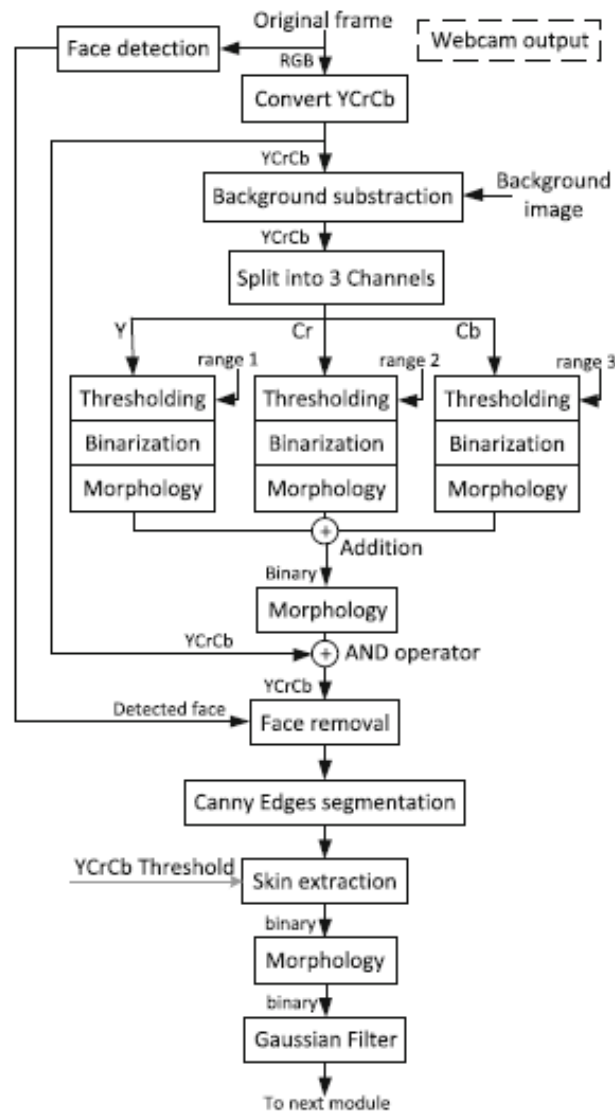 Original frame
Face detection
Webcam output
RGB
Convert YCrCb
YCrCb
Background substraction
Background
image
YCrCb
Split into 3 Channels
Y
Cr
Cb
range 1
range 2
range 3
Thresholding
Thresholding
Thresholding
Binarization
Binarization
Binarization
Morphology
Morphology
Morphology
+
Addition
Binary
Morphology
YCrCb
+
AND operator
YCrCb
Detected face
Face removal
Canny Edges segmentation
YCrCb Threshold
Skin extraction
binary
Morphology
binary
Gaussian Filter
To next module